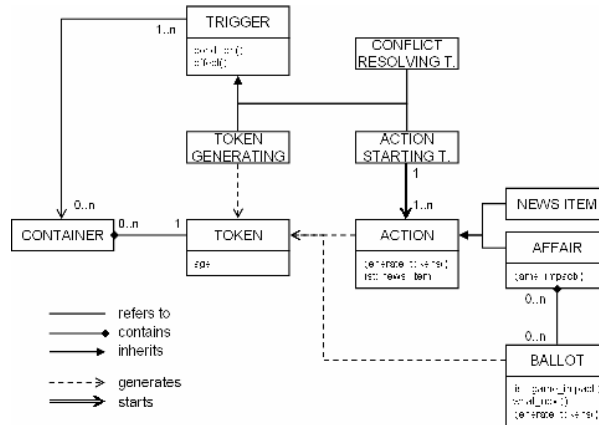 TRIGGER
1..n
effect()
CONFLICT
RESOLVING T.
TOKEN
GENERATING
ACTION
STARTING T.
1
1..n
0..n
0..n
1
CONTAINER
TOKEN
age
ACTION
NEWS ITEM
AFFAIR
0..n
0..n
BALLOT
refers to
contains
inherits
generates
starts